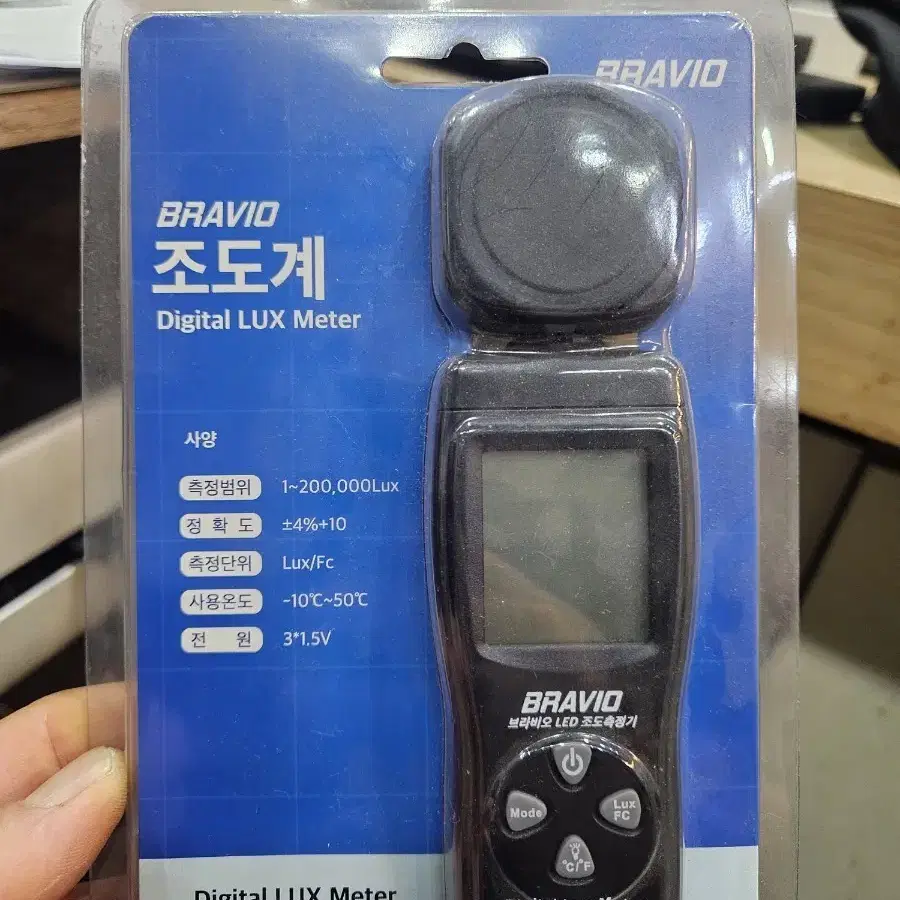 BRAVIO
BRAVIO
조도계
Digital LUX Meter
사양
측정범위 1~200,000Lux
정 확 도 ±4%+10
측정단위 Lux/Fc
사용온도 -10℃~50℃
전 원 3*1.5V
BRAVIO
브라비오 LED 조도측정기
Mode
Lux
FC
℃/℉
Digital LUX Meter